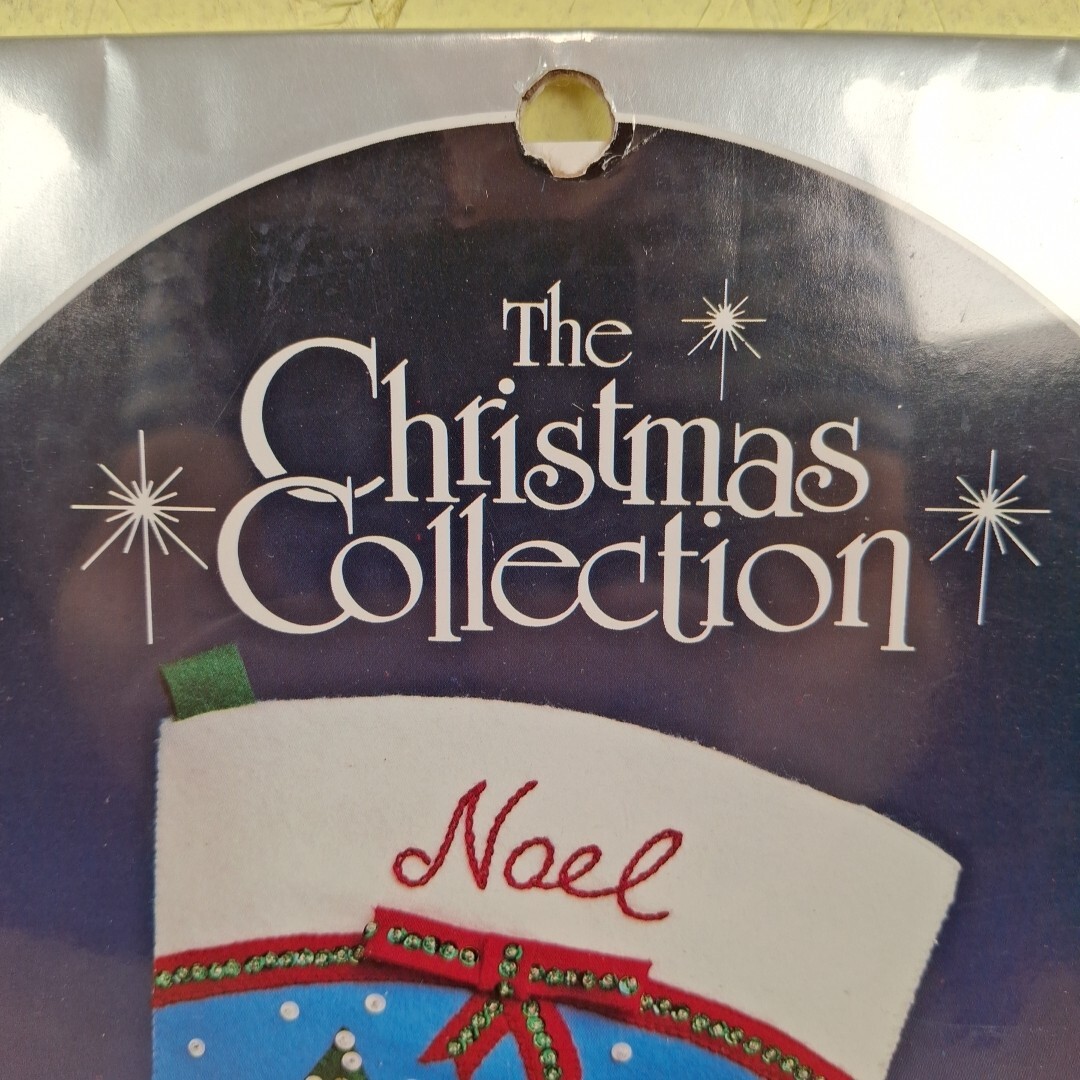 The
Christmas
Collection
Noel